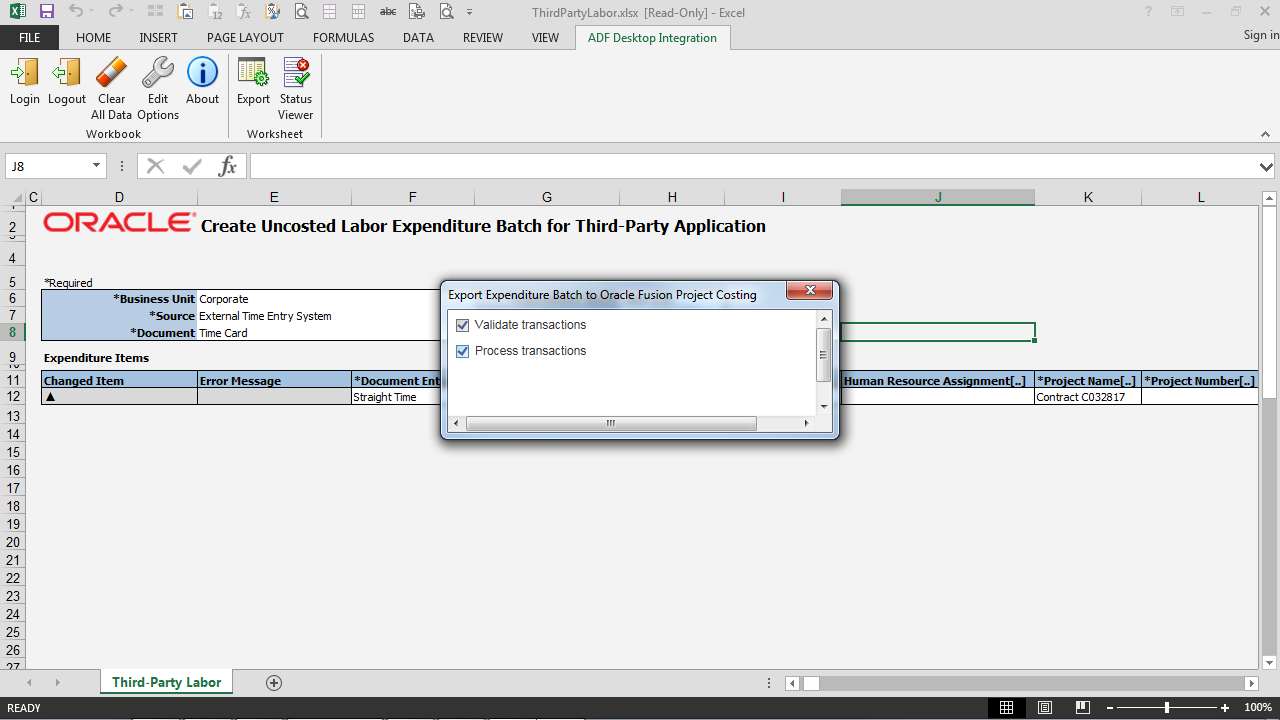 ThirdPartyLabor.xlsx [Read-Only] - Excel
FILE HOME INSERT PAGE LAYOUT FORMULAS DATA REVIEW VIEW ADF Desktop Integration Sign in
Login Logout Clear All Data Edit Options About Export Status Viewer
Workbook Worksheet
J8 fx
C D E F G H I J K L
2 ORACLE Create Uncosted Labor Expenditure Batch for Third-Party Application
4
5 *Required
6 *Business Unit Corporate
7 *Source External Time Entry System
8 *Document Time Card
9 Expenditure Items
11 Changed Item Error Message *Document Ent Human Resource Assignment[..] *Project Name[..] *Project Number[..]
12 ▲ Straight Time Contract C032817
Export Expenditure Batch to Oracle Fusion Project Costing
Validate transactions
Process transactions
13
14
15
16
17
18
19
20
21
22
23
24
25
26
27
Third-Party Labor
READY 100%